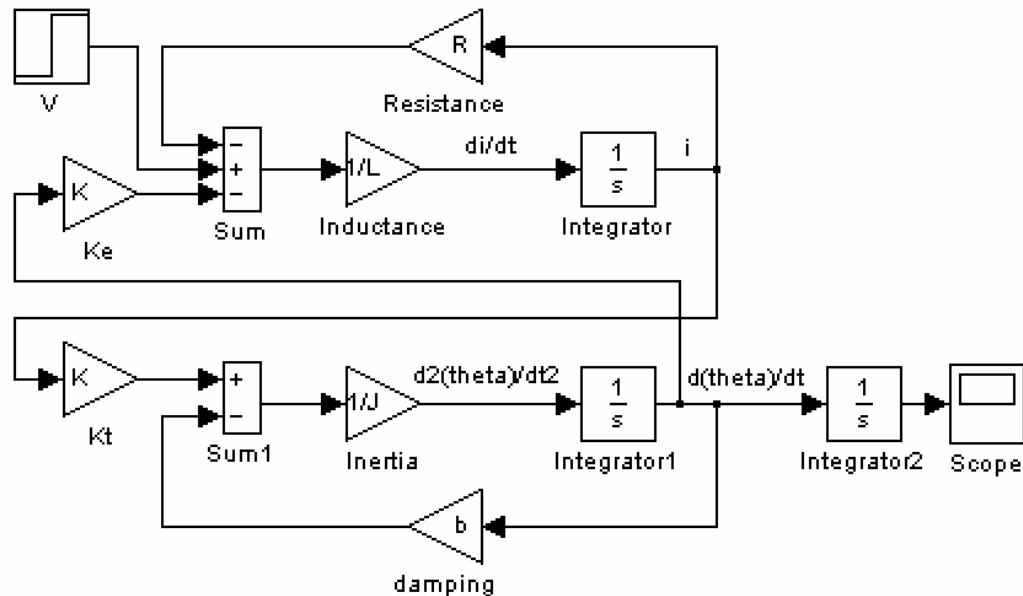 R
V
Resistance
−
+
−
K
1/L
di/dt
1
s
i
Ke
Sum
Inductance
Integrator
K
+
−
1/J
d2(theta)/dt2
1
s
d(theta)/dt
1
s
Kt
Sum1
Inertia
Integrator1
Integrator2
Scope
b
damping